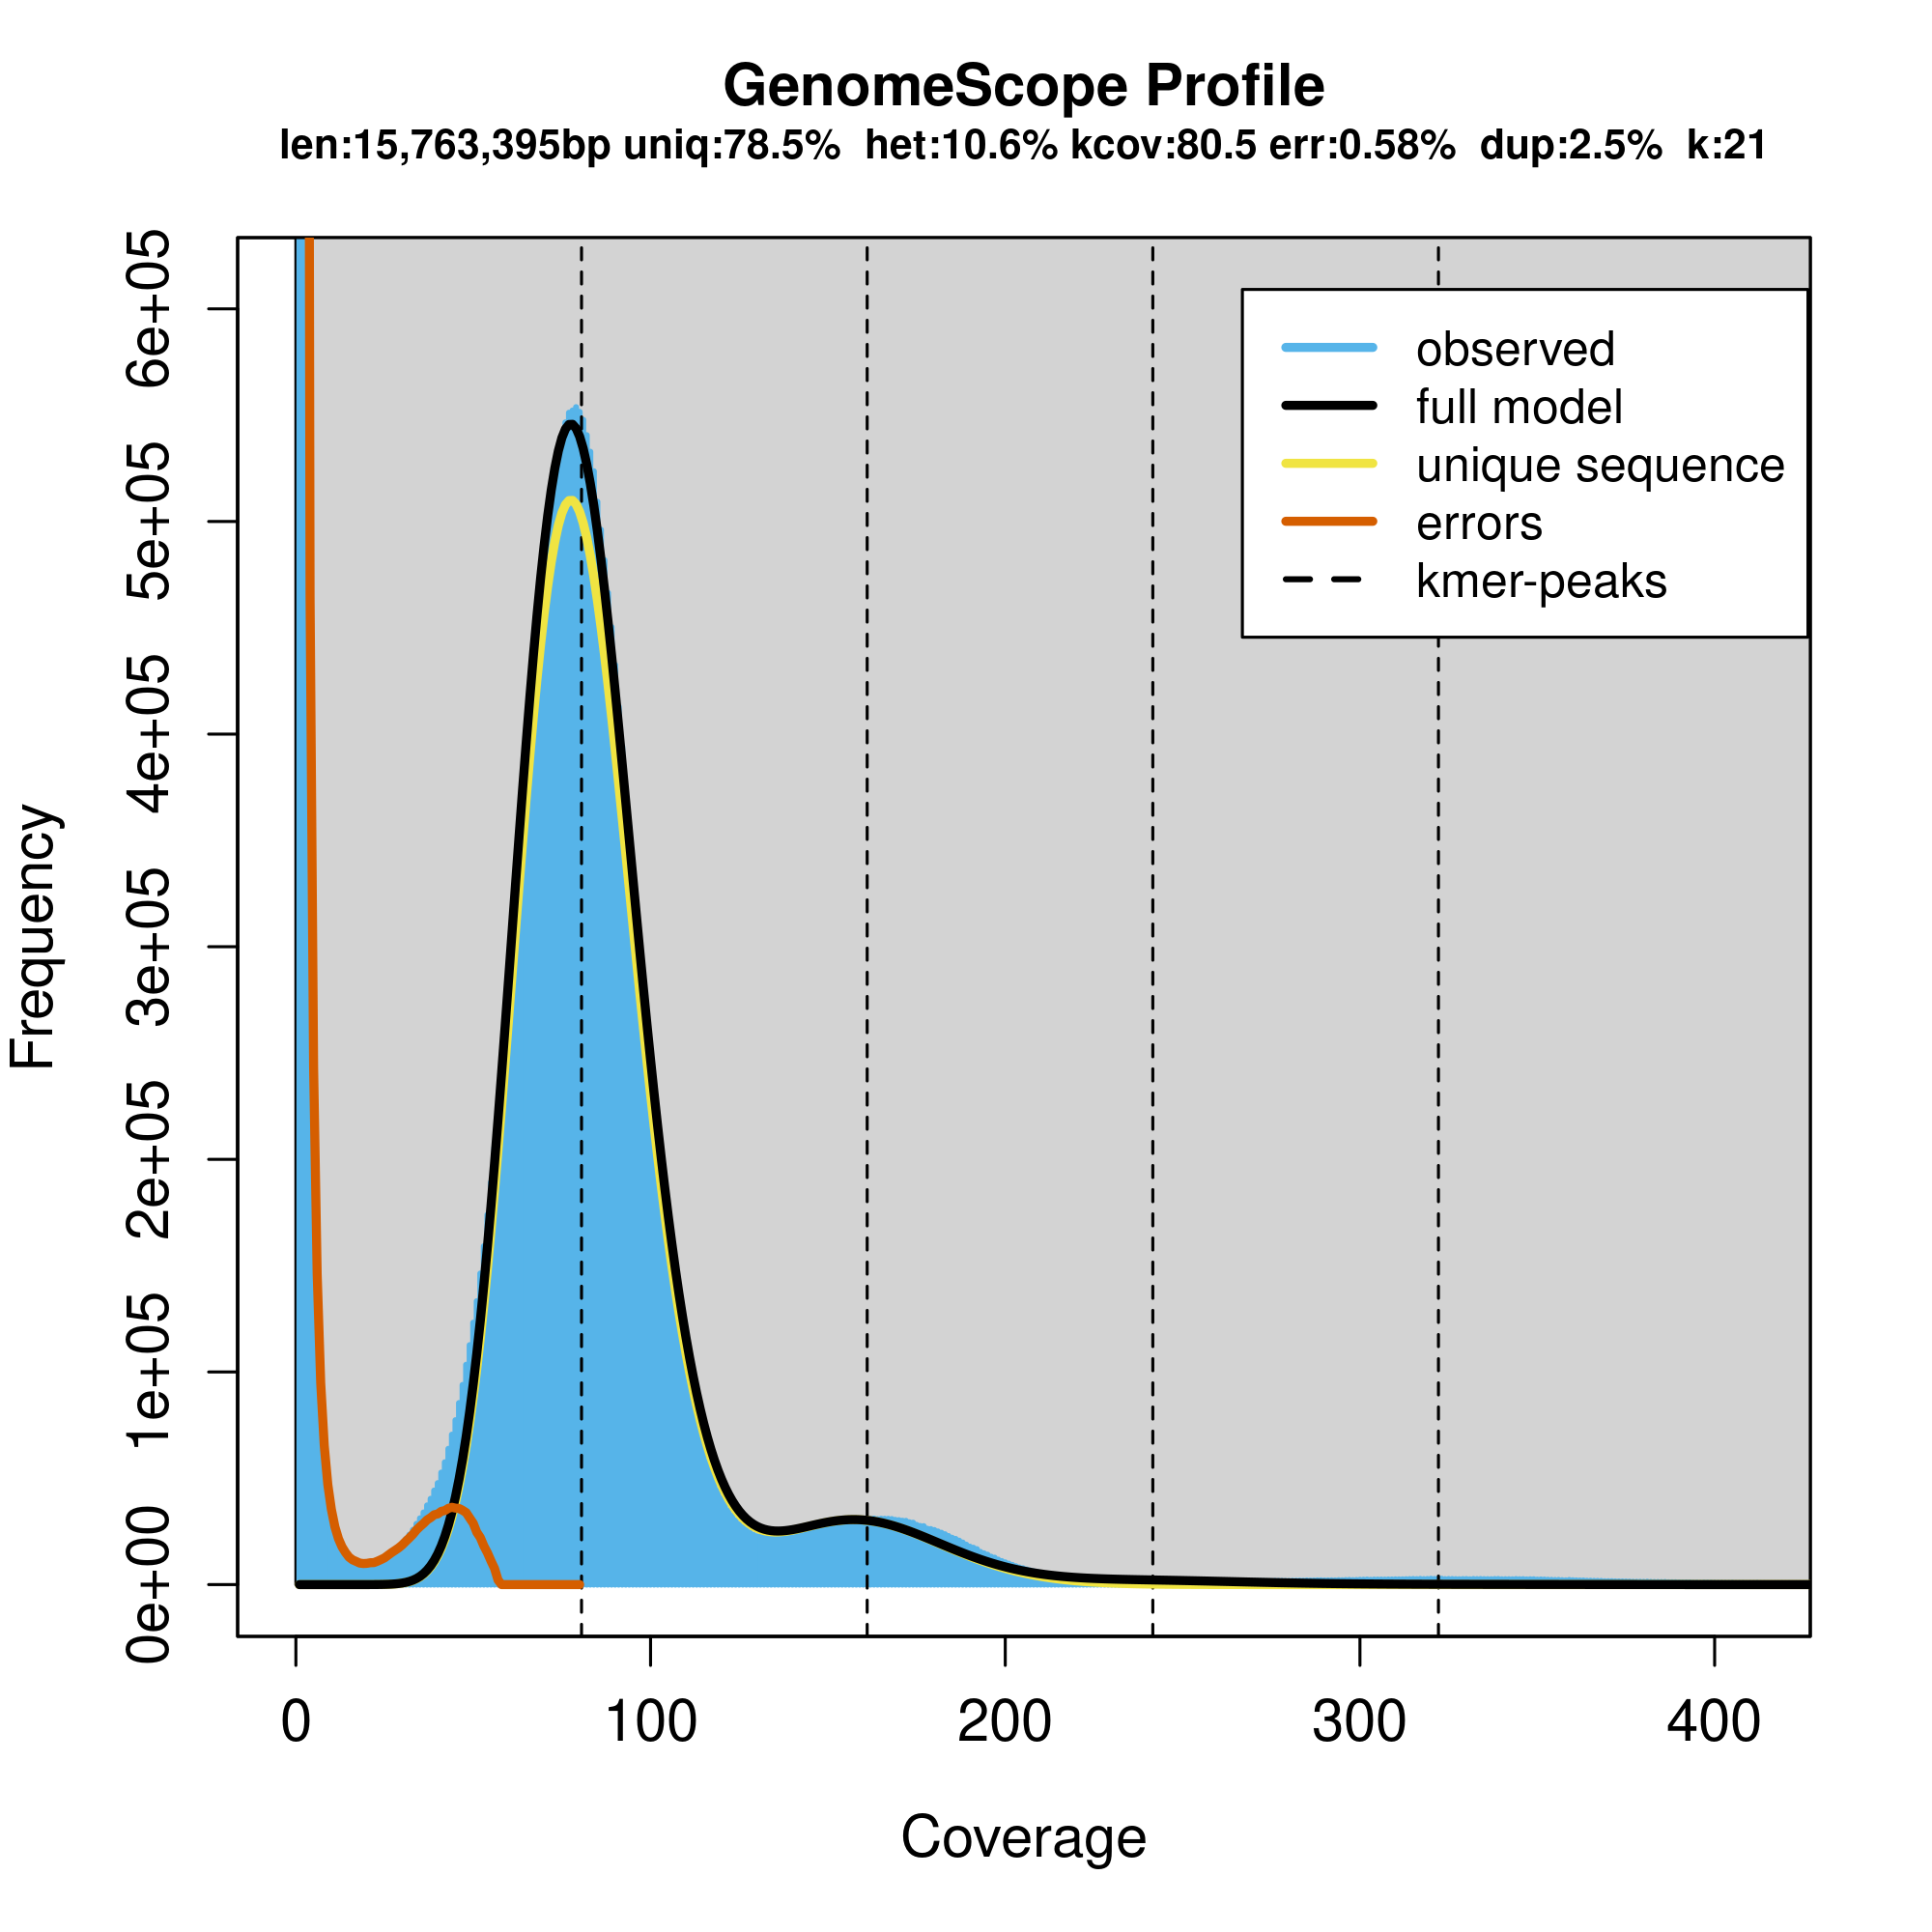 GenomeScope Profile
len:15,763,395bp uniq:78.5% het:10.6% kcov:80.5 err:0.58% dup:2.5% k:21
observed
full model
unique sequence
errors
kmer-peaks
Frequency
6e+05
5e+05
4e+05
3e+05
2e+05
1e+05
0e+00
0 100 200 300 400
Coverage